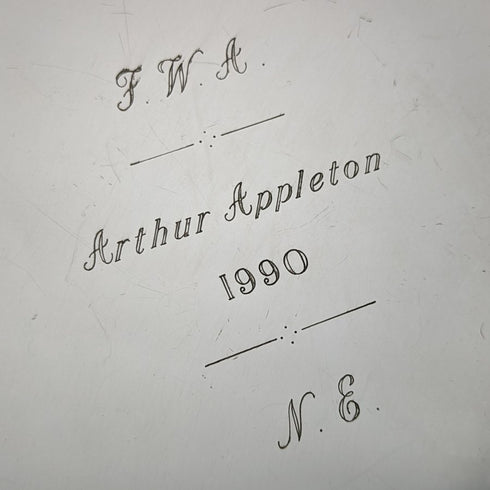 F. W. A.
Arthur Appleton
1990
N. E.